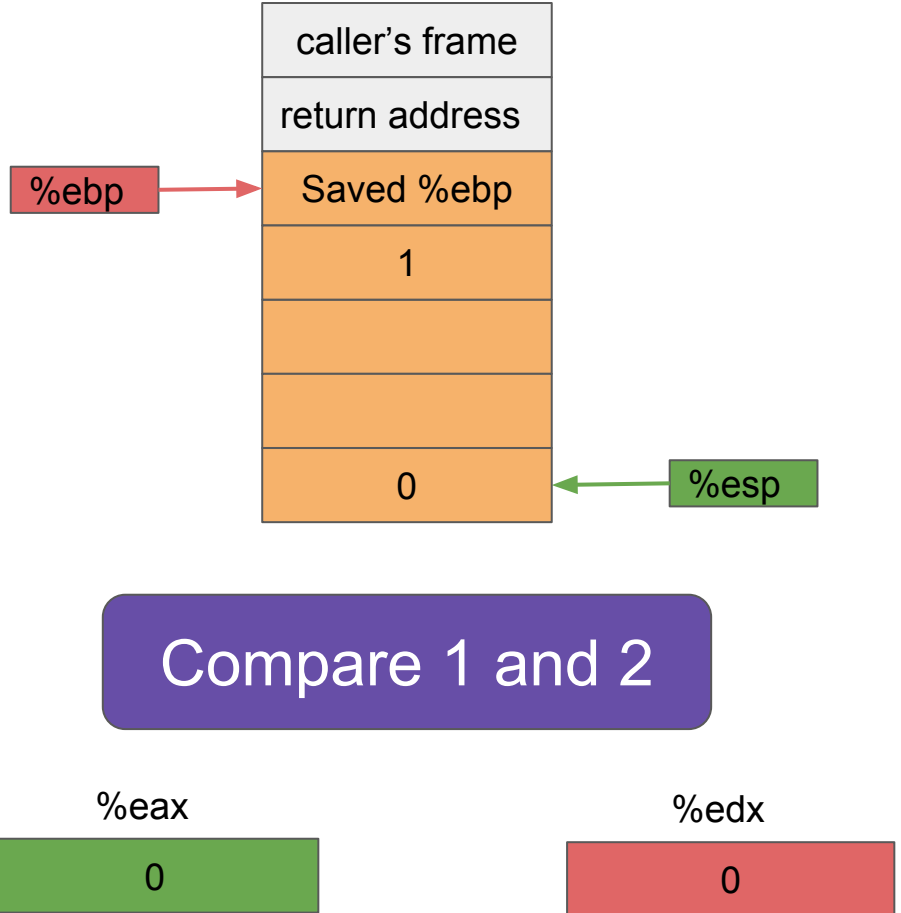 caller’s frame
return address
%ebp
Saved %ebp
1
0
%esp
Compare 1 and 2
%eax
%edx
0
0